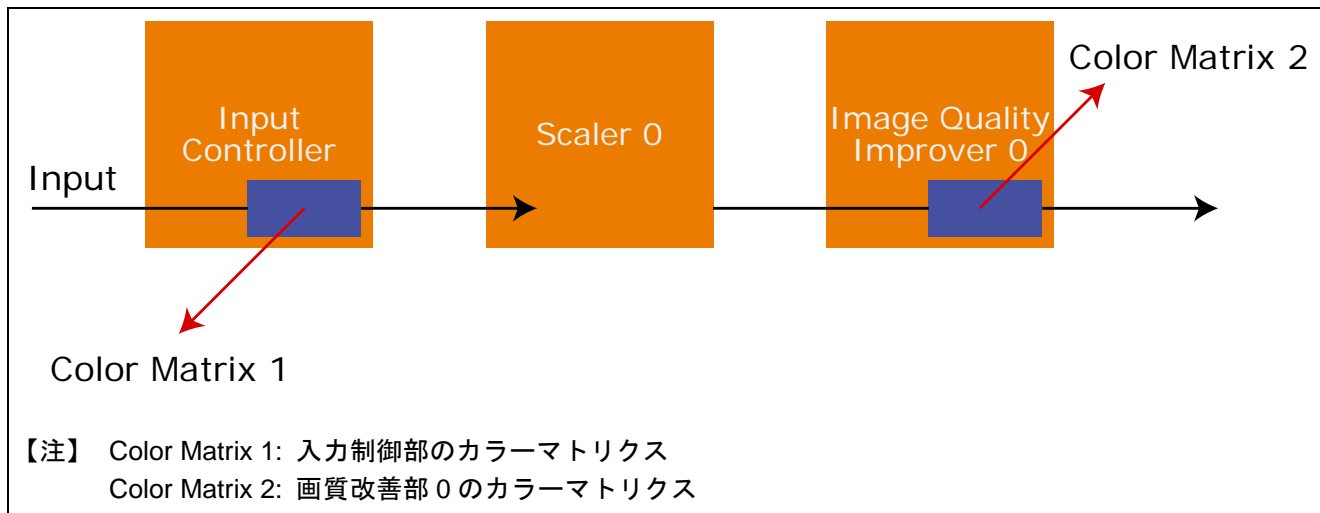 Color Matrix 2
Input
Controller
Scaler 0
Image Quality
Improver 0
Input
Color Matrix 1
【注】 Color Matrix 1: 入力制御部のカラーマトリクス
Color Matrix 2: 画質改善部 0 のカラーマトリクス